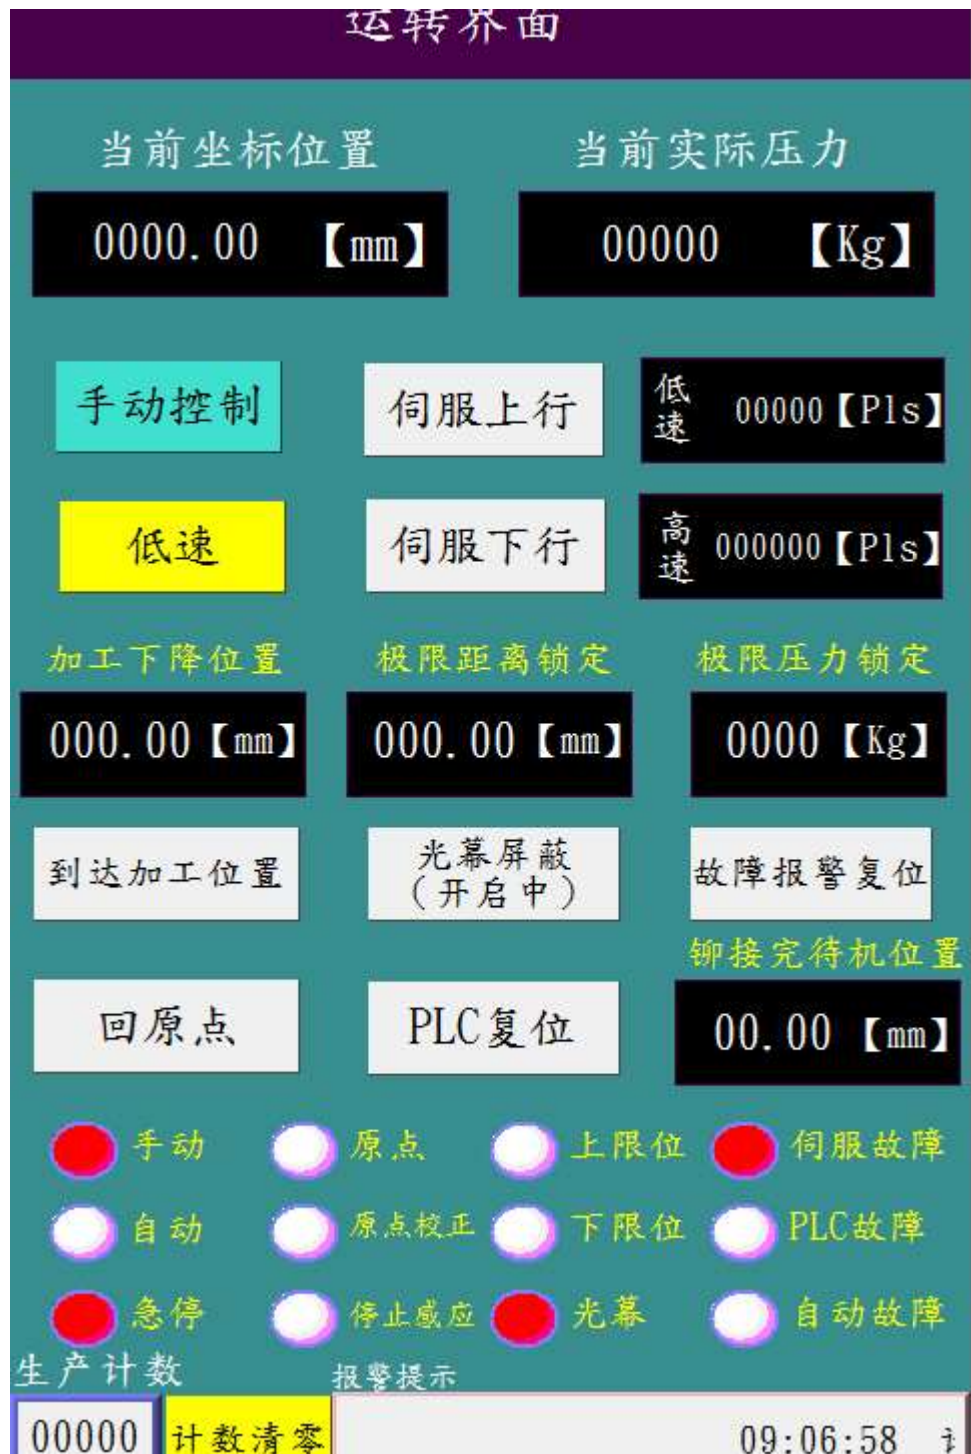 运转界面
当前坐标位置 当前实际压力
0000.00 【mm】 00000 【Kg】
手动控制 伺服上行 低速 00000【Pls】
低速 伺服下行 高速 000000【Pls】
加工下降位置 极限距离锁定 极限压力锁定
000.00【mm】 000.00【mm】 0000【Kg】
到达加工位置 光幕屏蔽 故障报警复位
(开启中)
铆接完待机位置
回原点 PLC复位 00.00 【mm】
手动 原点 上限位 伺服故障
自动 原点校正 下限位 PLC故障
急停 停止感应 光幕 自动故障
生产计数 报警提示
00000 计数清零 09:06:58